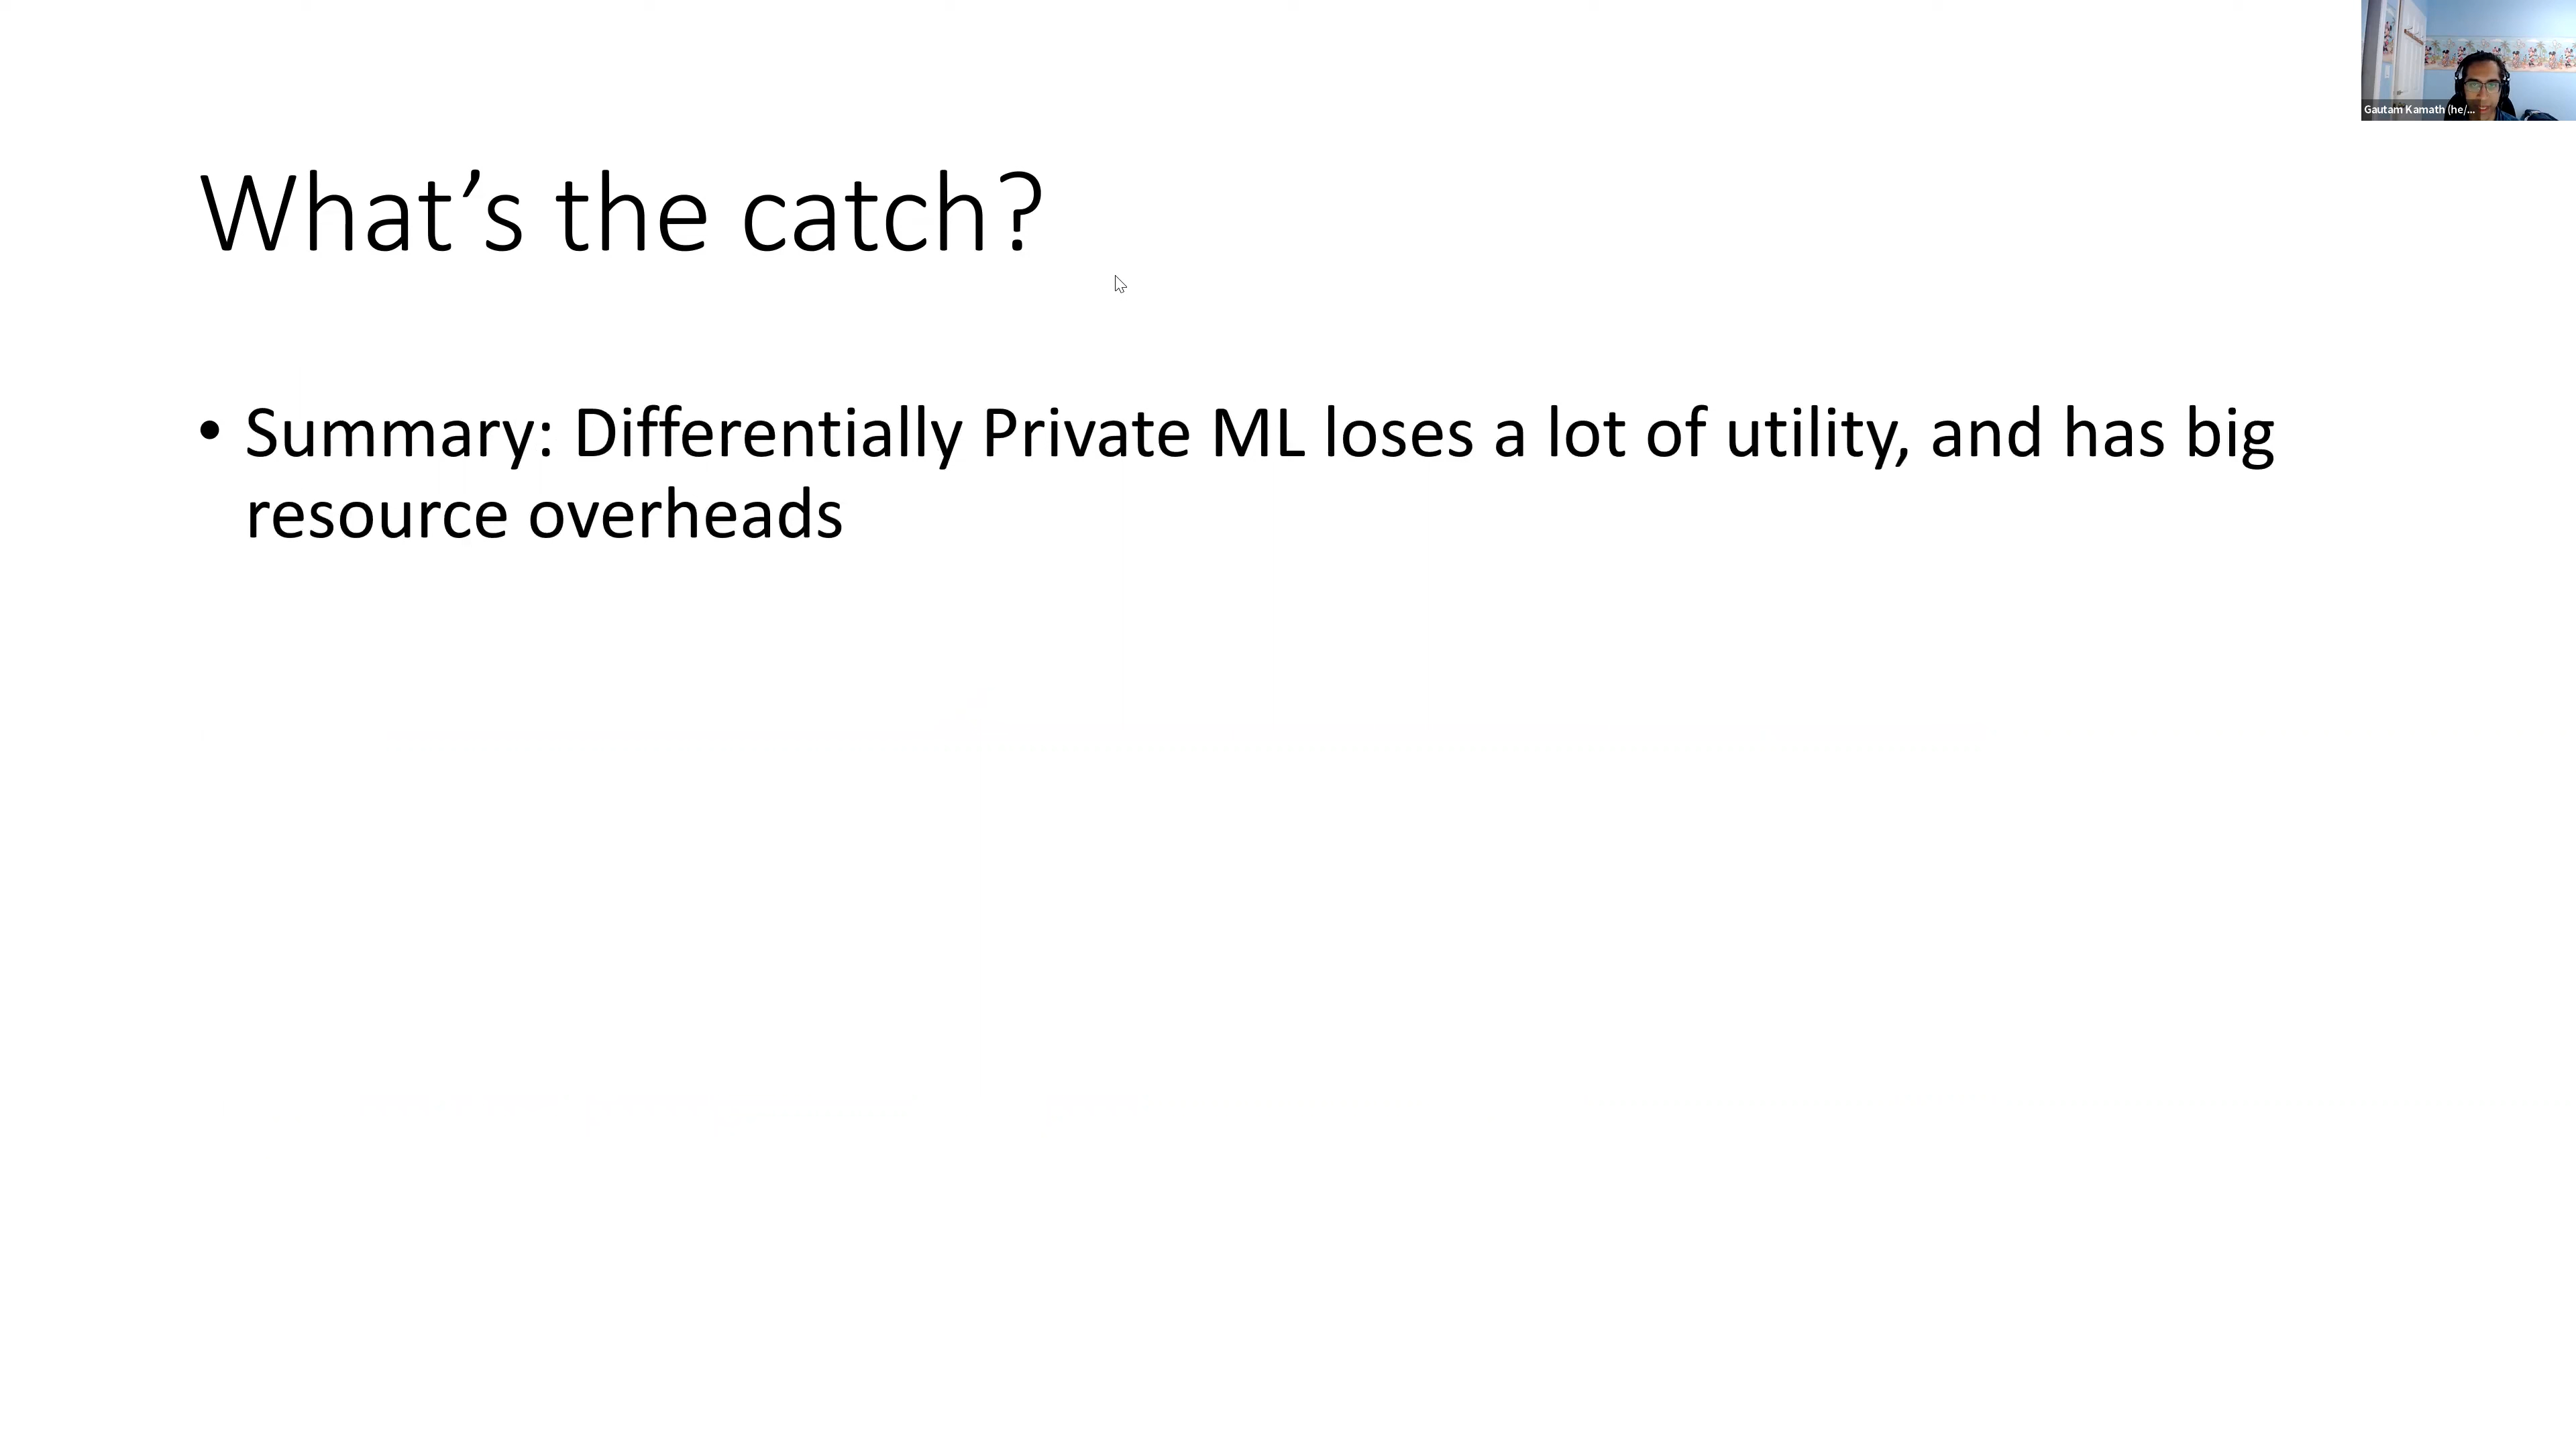 Gautam Kamath (he/...
What’s the catch?
• Summary: Differentially Private ML loses a lot of utility, and has big
resource overheads